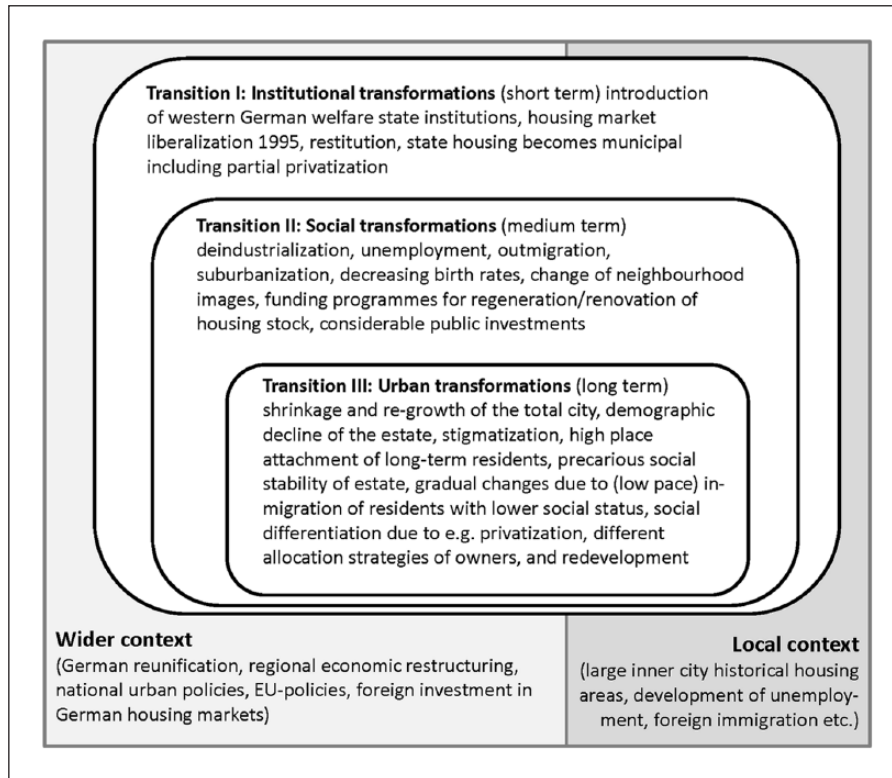 Transition I: Institutional transformations (short term) introduction
of western German welfare state institutions, housing market
liberalization 1995, restitution, state housing becomes municipal
including partial privatization
Transition II: Social transformations (medium term)
deindustrialization, unemployment, outmigration,
suburbanization, decreasing birth rates, change of neighbourhood
images, funding programmes for regeneration/renovation of
housing stock, considerable public investments
Transition III: Urban transformations (long term)
shrinkage and re-growth of the total city, demographic
decline of the estate, stigmatization, high place
attachment of long-term residents, precarious social
stability of estate, gradual changes due to (low pace) in-
migration of residents with lower social status, social
differentiation due to e.g. privatization, different
allocation strategies of owners, and redevelopment
Wider context
(German reunification, regional economic restructuring,
national urban policies, EU-policies, foreign investment in
German housing markets)
Local context
(large inner city historical housing
areas, development of unemploy-
ment, foreign immigration etc.)